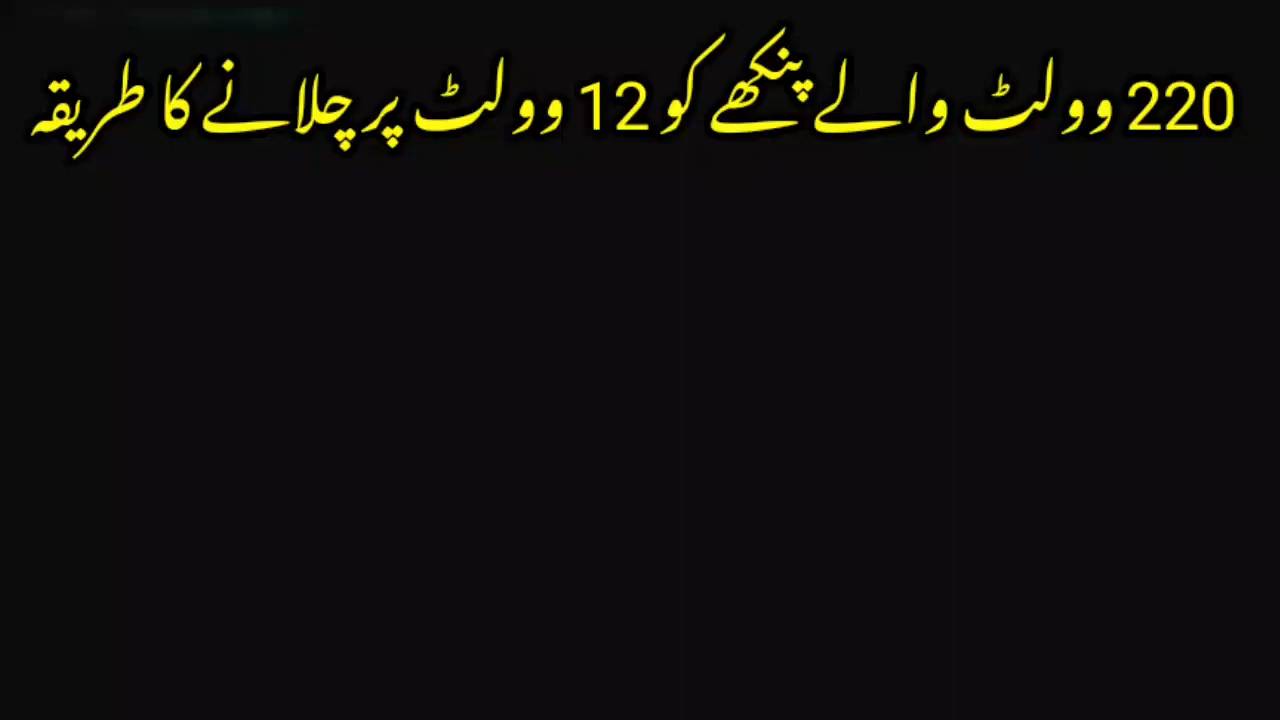 220 وولٹ والے پنکھے کو 12 وولٹ پر چلانے کا طریقہ